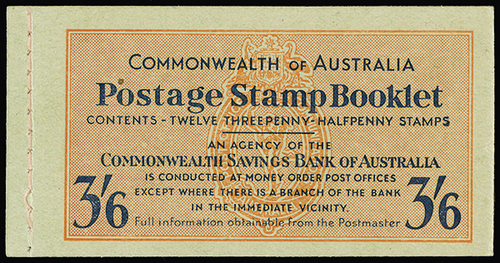 COMMONWEALTH OF AUSTRALIA
Postage Stamp Booklet
CONTENTS - TWELVE THREEPENNY-HALFPENNY STAMPS
AN AGENCY OF THE
COMMONWEALTH SAVINGS BANK OF AUSTRALIA
IS CONDUCTED AT MONEY ORDER POST OFFICES
EXCEPT WHERE THERE IS A BRANCH OF THE BANK
IN THE IMMEDIATE VICINITY.
Full information obtainable from the Postmaster
3/6 3/6